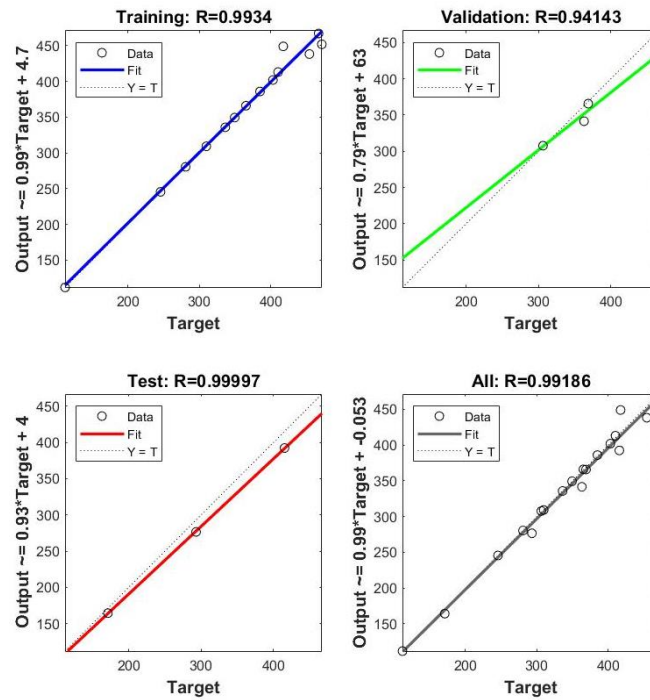 Training: R=0.9934
Output ~= 0.99*Target + 4.7
450
400
350
300
250
200
150
Data
Fit
Y = T
200
300
400
Target
Validation: R=0.94143
Output ~= 0.79*Target + 63
450
400
350
300
250
200
150
Data
Fit
Y = T
200
300
400
Target
Test: R=0.99997
Output ~= 0.93*Target + 4
450
400
350
300
250
200
150
Data
Fit
Y = T
200
300
400
Target
All: R=0.99186
Output ~= 0.99*Target + -0.053
450
400
350
300
250
200
150
Data
Fit
Y = T
200
300
400
Target